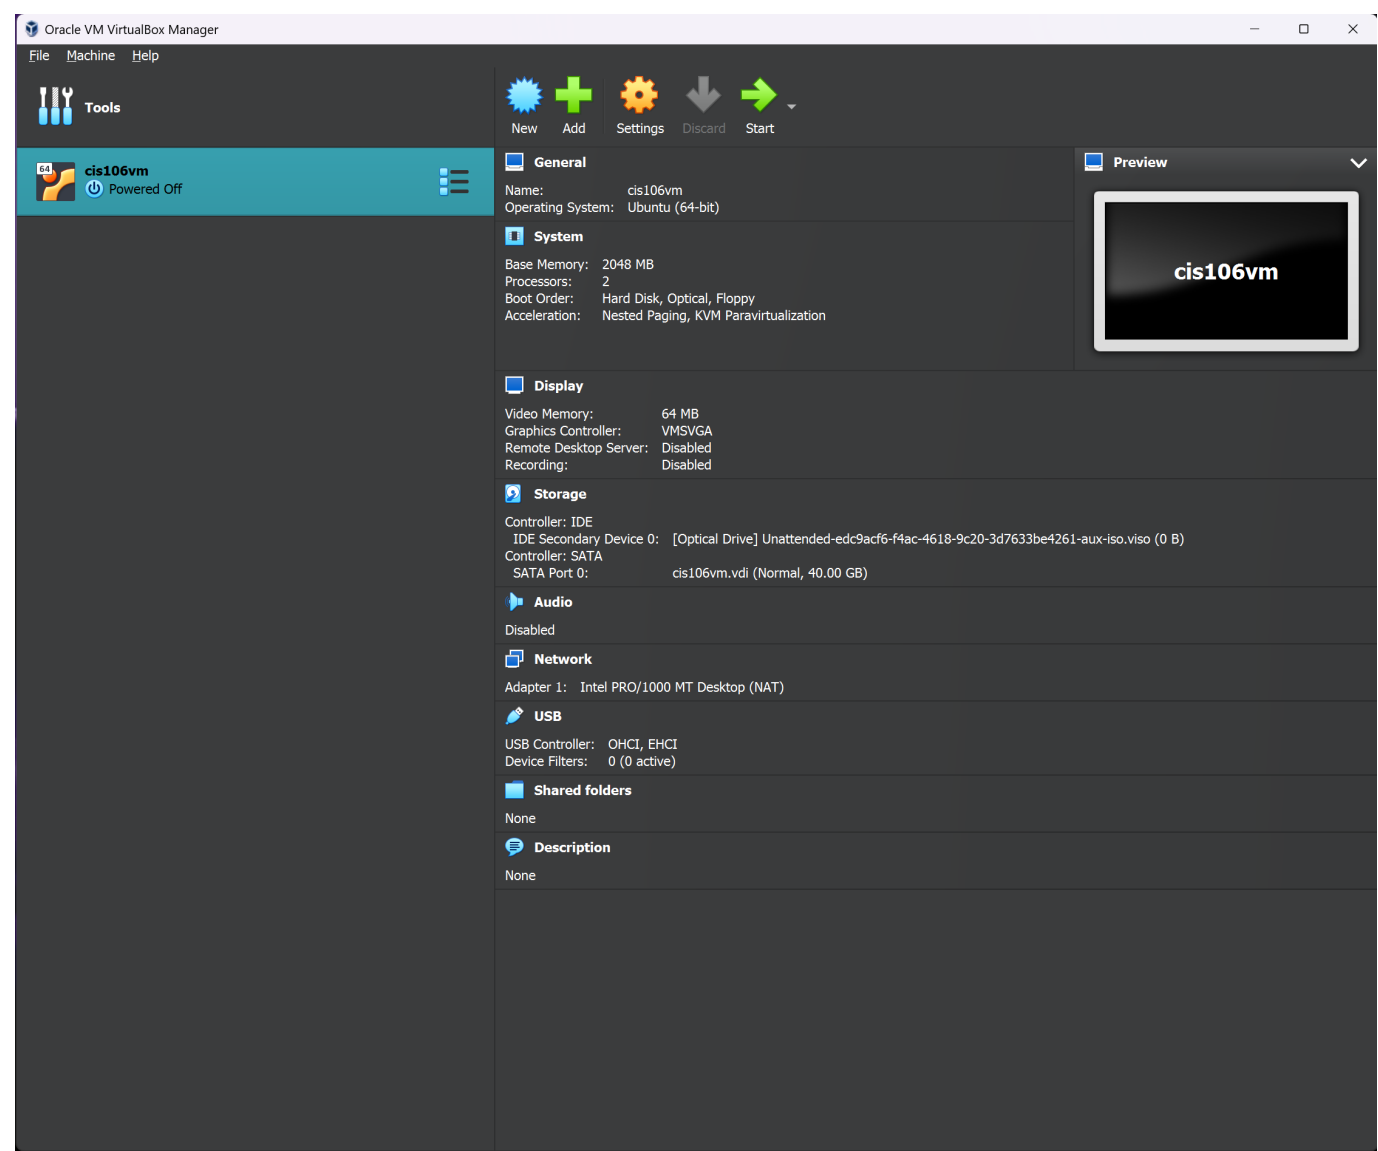 Oracle VM VirtualBox Manager
File Machine Help
Tools
New Add Settings Discard Start
64
cis106vm
Powered Off
General
Name: cis106vm
Operating System: Ubuntu (64-bit)
System
Base Memory: 2048 MB
Processors: 2
Boot Order: Hard Disk, Optical, Floppy
Acceleration: Nested Paging, KVM Paravirtualization
Preview
cis106vm
Display
Video Memory: 64 MB
Graphics Controller: VMSVGA
Remote Desktop Server: Disabled
Recording: Disabled
Storage
Controller: IDE
IDE Secondary Device 0: [Optical Drive] Unattended-edc9acf6-f4ac-4618-9c20-3d7633be4261-aux-iso.viso (0 B)
Controller: SATA
SATA Port 0: cis106vm.vdi (Normal, 40.00 GB)
Audio
Disabled
Network
Adapter 1: Intel PRO/1000 MT Desktop (NAT)
USB
USB Controller: OHCI, EHCI
Device Filters: 0 (0 active)
Shared folders
None
Description
None